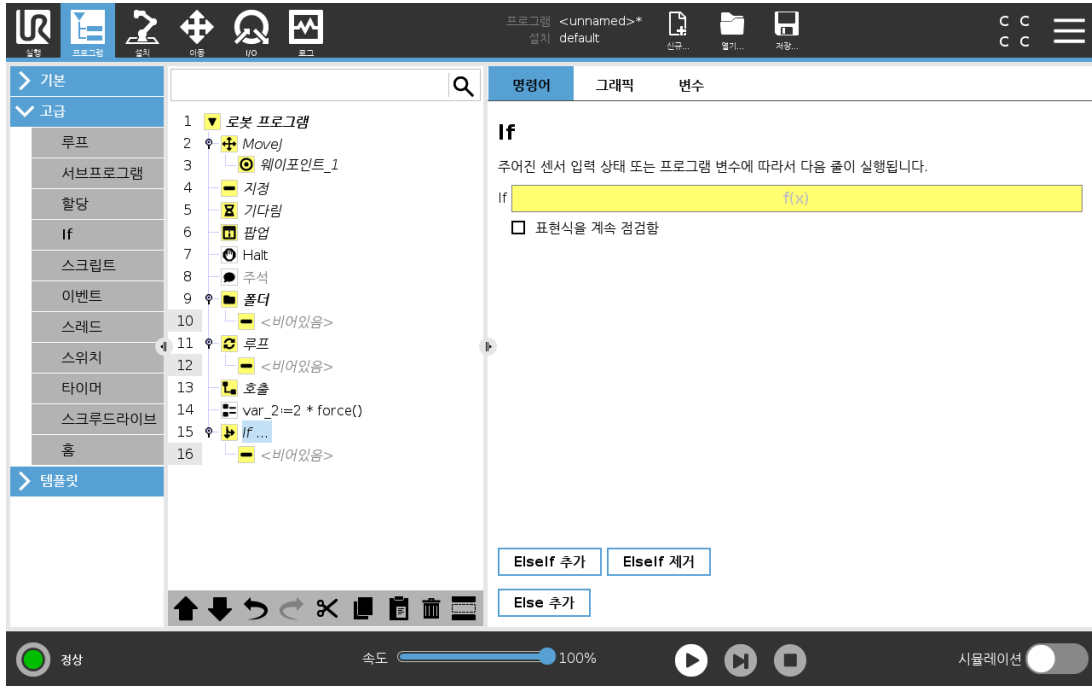 UR
실행
프로그램
설치
이동
I/O
로그
프로그램 <unnamed>*
설치 default
신규...
열기...
저장...
C C
C C
기본
고급
루프
서브프로그램
할당
If
스크립트
이벤트
스레드
스위치
타이머
스크루드라이브
홈
템플릿
1 로봇 프로그램
2 MoveJ
3 웨이포인트_1
4 지정
5 기다림
6 팝업
7 Halt
8 주석
9 폴더
10 <비어있음>
11 루프
12 <비어있음>
13 호출
14 var_2:=2 * force()
15 If ...
16 <비어있음>
명령어 그래픽 변수
If
주어진 센서 입력 상태 또는 프로그램 변수에 따라서 다음 줄이 실행됩니다.
If f(x)
표현식을 계속 점검함
ElseIf 추가 ElseIf 제거
Else 추가
정상
속도 100%
시뮬레이션